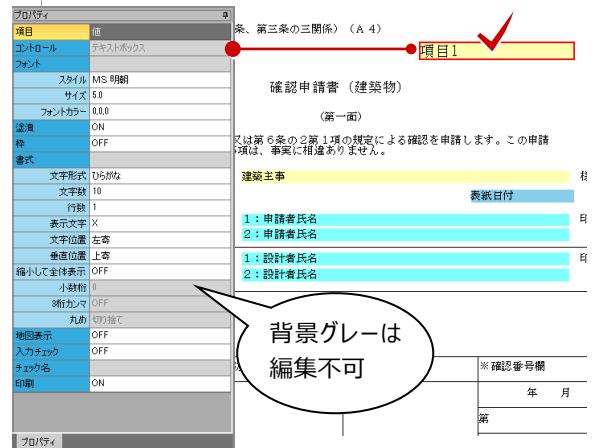 プロパティ
項目 値
コントロール テキストボックス
フォント
スタイル MS 明朝
サイズ 5.0
フォントカラー 0,0,0
塗潰 ON
枠 OFF
書式
文字形式 ひらがな
文字数 10
行数 1
表示文字 X
文字位置 左寄
垂直位置 上寄
縮小して全体表示 OFF
小数桁 0
3桁カンマ OFF
丸め 切り捨て
地図表示 OFF
入力チェック OFF
チェック名
印刷 ON
プロパティ
条、第三条の三関係）（A４）
項目1
確認申請書（建築物）
（第一面）
又は第６条の２第１項の規定による確認を申請します。この申請
事項は、事実に相違ありません。
建築主事 様
表紙日付
1：申請者氏名 印
2：申請者氏名
1：設計者氏名 印
2：設計者氏名
背景グレーは
編集不可
※確認番号欄
年 月
第